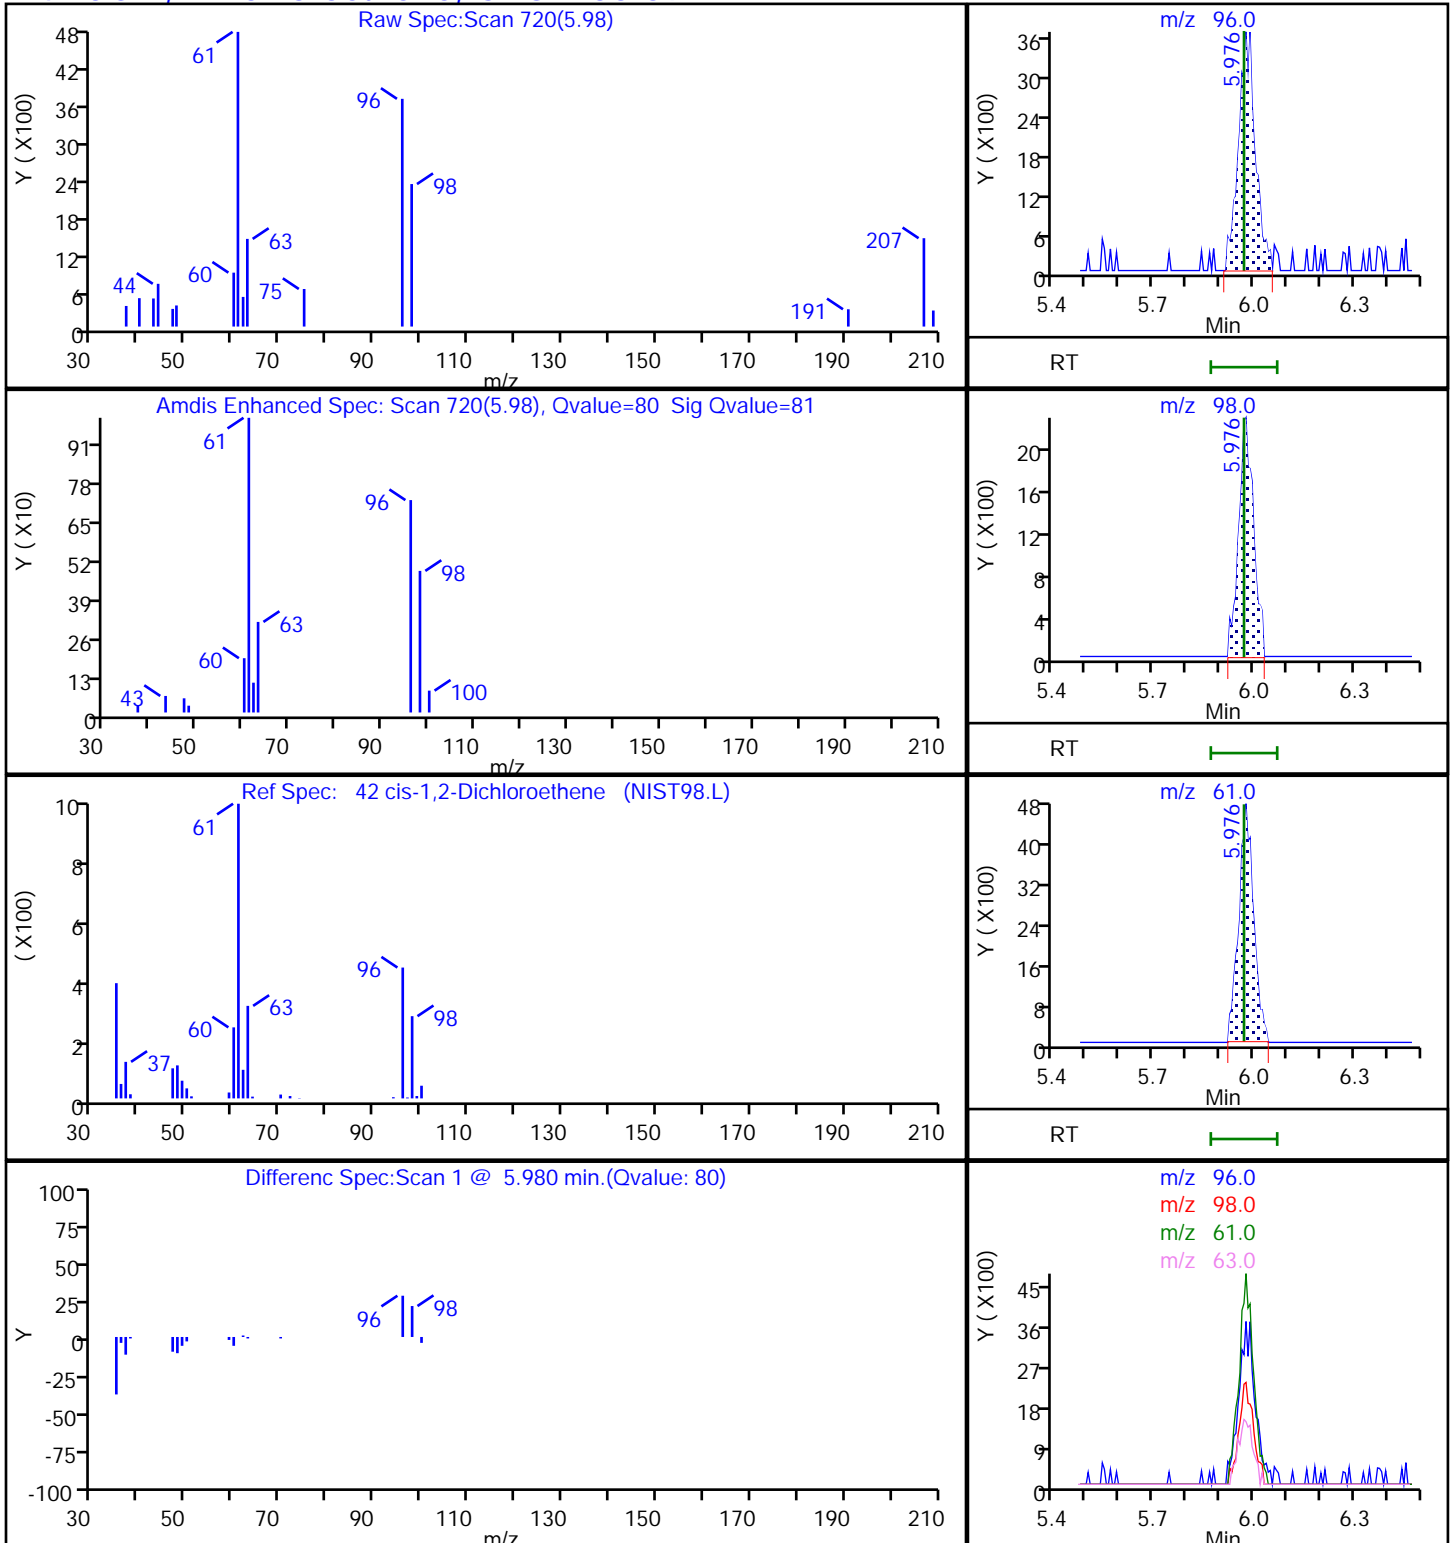 Raw Spec:Scan 720(5.98)
Y ( X100)
48
42
36
30
24
18
12
6
0
61
96
98
63
60
44
75
207
191
30 50 70 90 110 130 150 170 190 210
m/z
m/z 96.0
Y ( X100)
36
30
24
18
12
6
0
5.976
5.4 5.7 6.0 6.3
Min
RT
Amdis Enhanced Spec: Scan 720(5.98), Qvalue=80 Sig Qvalue=81
Y ( X10)
91
78
65
52
39
26
13
0
61
96
98
63
60
43
100
30 50 70 90 110 130 150 170 190 210
m/z
m/z 98.0
Y ( X100)
20
16
12
8
4
0
5.976
5.4 5.7 6.0 6.3
Min
RT
Ref Spec: 42 cis-1,2-Dichloroethene (NIST98.L)
( X100)
10
8
6
4
2
0
61
96
98
63
60
37
30 50 70 90 110 130 150 170 190 210
m/z 61.0
Y ( X100)
48
40
32
24
16
8
0
5.976
5.4 5.7 6.0 6.3
Min
RT
Differenc Spec:Scan 1 @ 5.980 min.(Qvalue: 80)
Y
100
75
50
25
0
-25
-50
-75
-100
96
98
30 50 70 90 110 130 150 170 190 210
m/z
m/z 96.0
m/z 98.0
m/z 61.0
m/z 63.0
Y ( X100)
45
36
27
18
9
0
5.4 5.7 6.0 6.3
Min